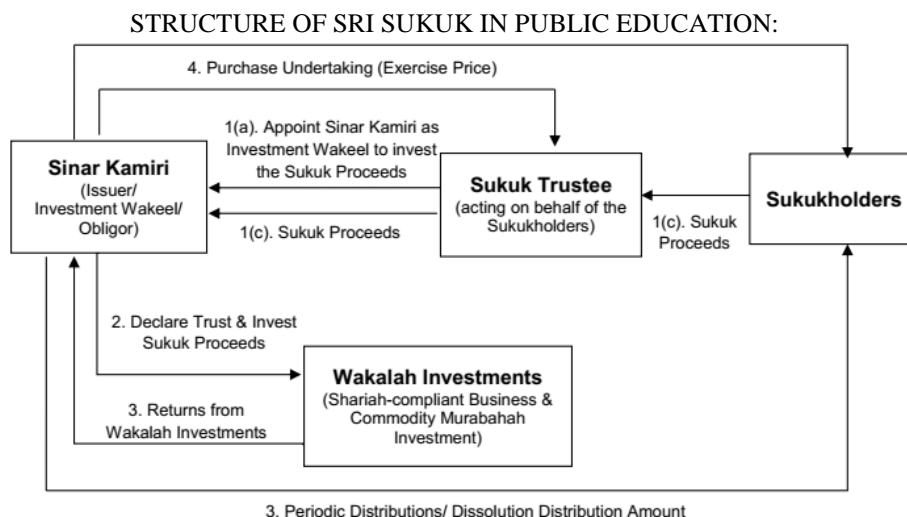 STRUCTURE OF SRI SUKUK IN PUBLIC EDUCATION:
4. Purchase Undertaking (Exercise Price)
1(a). Appoint Sinar Kamiri as
Investment Wakeel to invest
the Sukuk Proceeds
Sinar Kamiri
(Issuer/
Investment Wakeel/
Obligor)
Sukuk Trustee
(acting on behalf of the
Sukukholders)
Sukukholders
1(c). Sukuk Proceeds
1(c). Sukuk
Proceeds
2. Declare Trust & Invest
Sukuk Proceeds
Wakalah Investments
(Shariah-compliant Business &
Commodity Murabahah
Investment)
3. Returns from
Wakalah Investments
3. Periodic Distributions/ Dissolution Distribution Amount